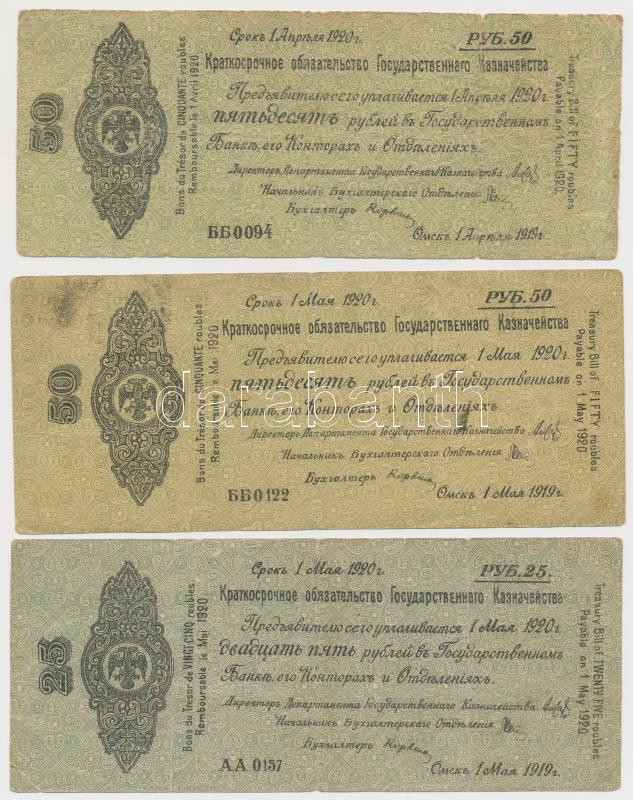 Срокъ 1 Апрѣля 1920 г.
РУБ. 50
Краткосрочное обязательство Государственнаго Казначейства
Предъявителю сего уплачивается 1 Апрѣля 1920 г.
пятьдесятъ рублей въ Государственномъ
Банкѣ, его Конторахъ и Отдѣленіяхъ.
Директоръ Департамента Государственнаго Казначейства
Начальникъ Бухгалтерскаго Отдѣленія
Бухгалтеръ
ББ 0094
Омскъ 1 Апрѣля 1919 г.
50
Bons du Trésor de CINQUANTE roubles
Remboursable le 1 Avril 1920.
Treasury Bill of FIFTY roubles
Payable on 1 April 1920.
Срокъ 1 Мая 1920 г.
РУБ. 50
Краткосрочное обязательство Государственнаго Казначейства
Предъявителю сего уплачивается 1 Мая 1920 г.
пятьдесятъ рублей въ Государственномъ
Банкѣ, его Конторахъ и Отдѣленіяхъ.
Директоръ Департамента Государственнаго Казначейства
Начальникъ Бухгалтерскаго Отдѣленія
Бухгалтеръ
ББ 0122
Омскъ 1 Мая 1919 г.
50
Bons du Trésor de CINQUANTE roubles
Remboursable le Mai 1920.
Treasury Bill of FIFTY roubles
Payable on 1 May 1920
darabanth
Срокъ 1 Мая 1920 г.
РУБ. 25.
Краткосрочное обязательство Государственнаго Казначейства
Предъявителю сего уплачивается 1 Мая 1920 г.
двадцать пять рублей въ Государственномъ
Банкѣ, его Конторахъ и Отдѣленіяхъ.
Директоръ Департамента Государственнаго Казначейства
Начальникъ Бухгалтерскаго Отдѣленія
Бухгалтеръ
АА 0157
Омскъ 1 Мая 1919 г.
25
Bons du Trésor de VINGT CINQ roubles
Remboursable le Mai 1920.
Treasury Bill of TWENTY FIVE roubles
Payable on 1 May 1920